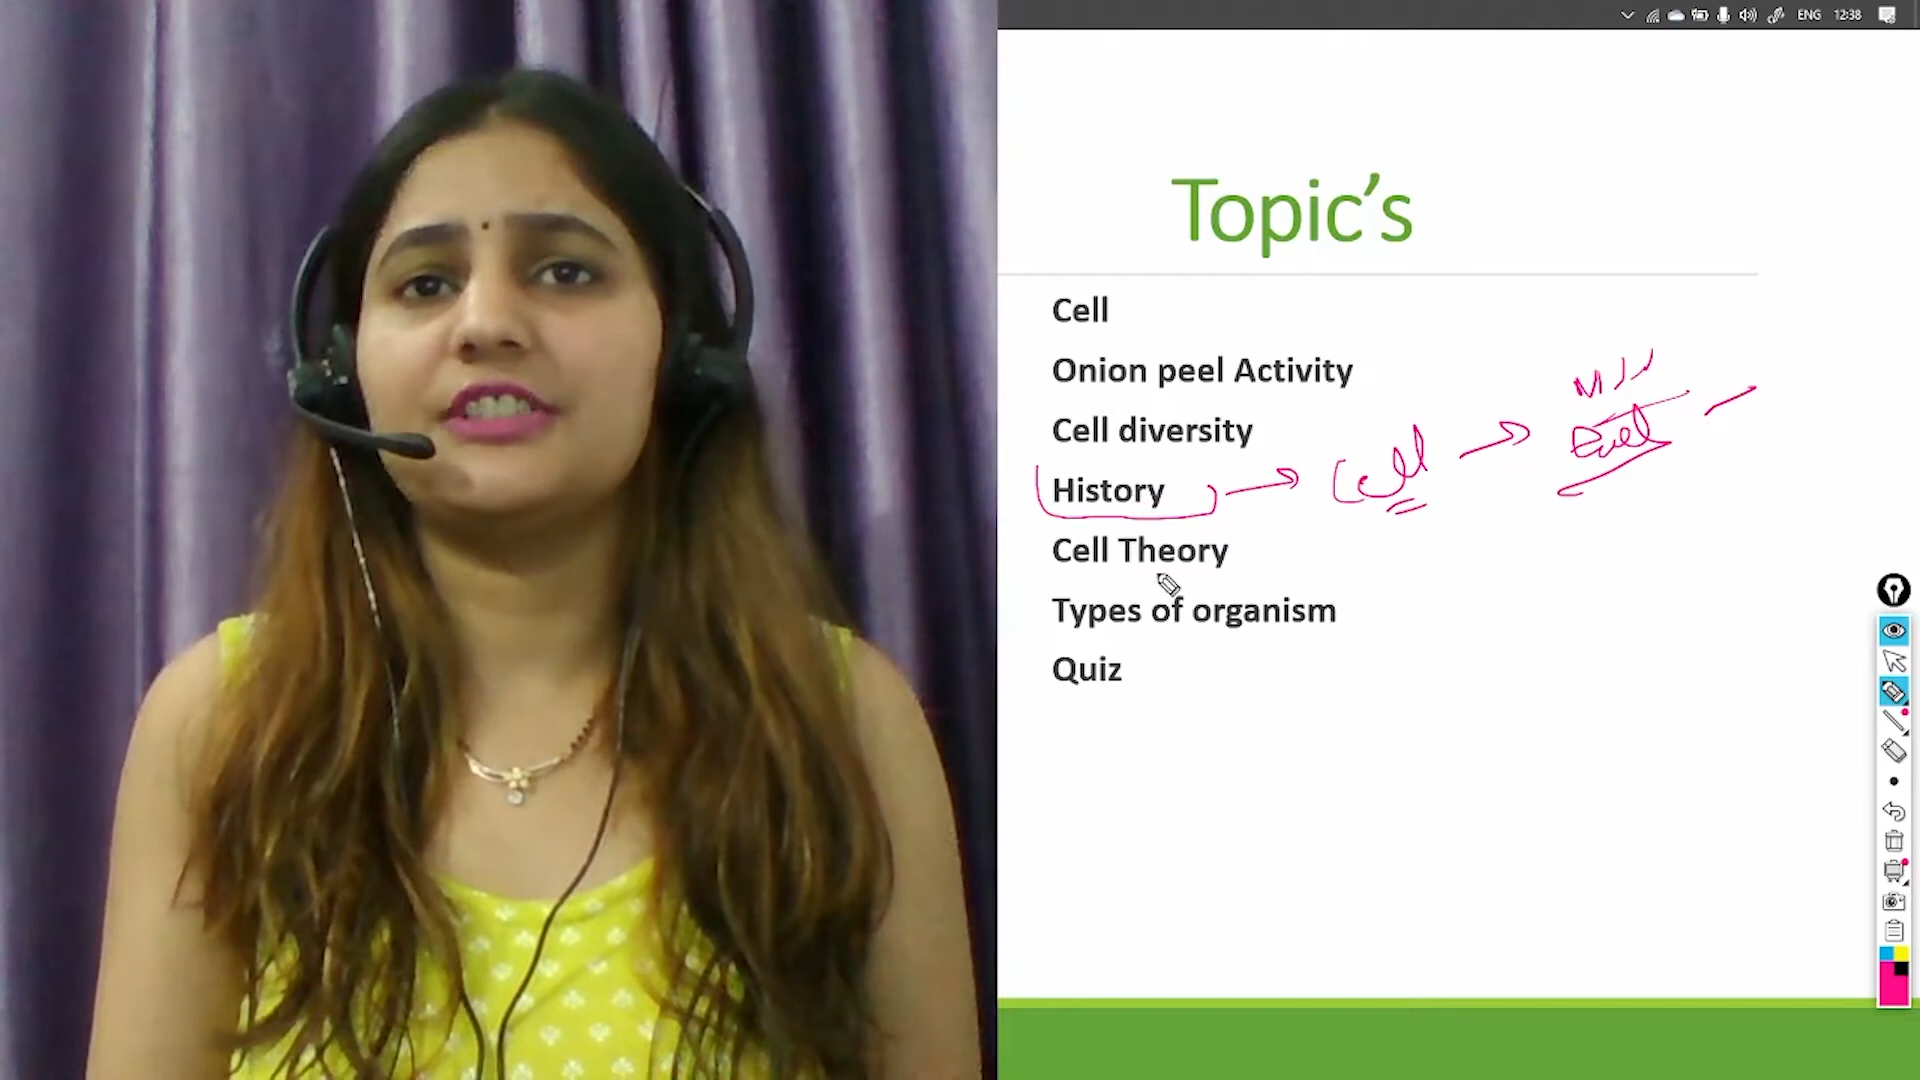 ENG 12:38
Topic's
Cell
Onion peel Activity
Cell diversity
History
Cell
Cell Theory
Types of organism
Quiz